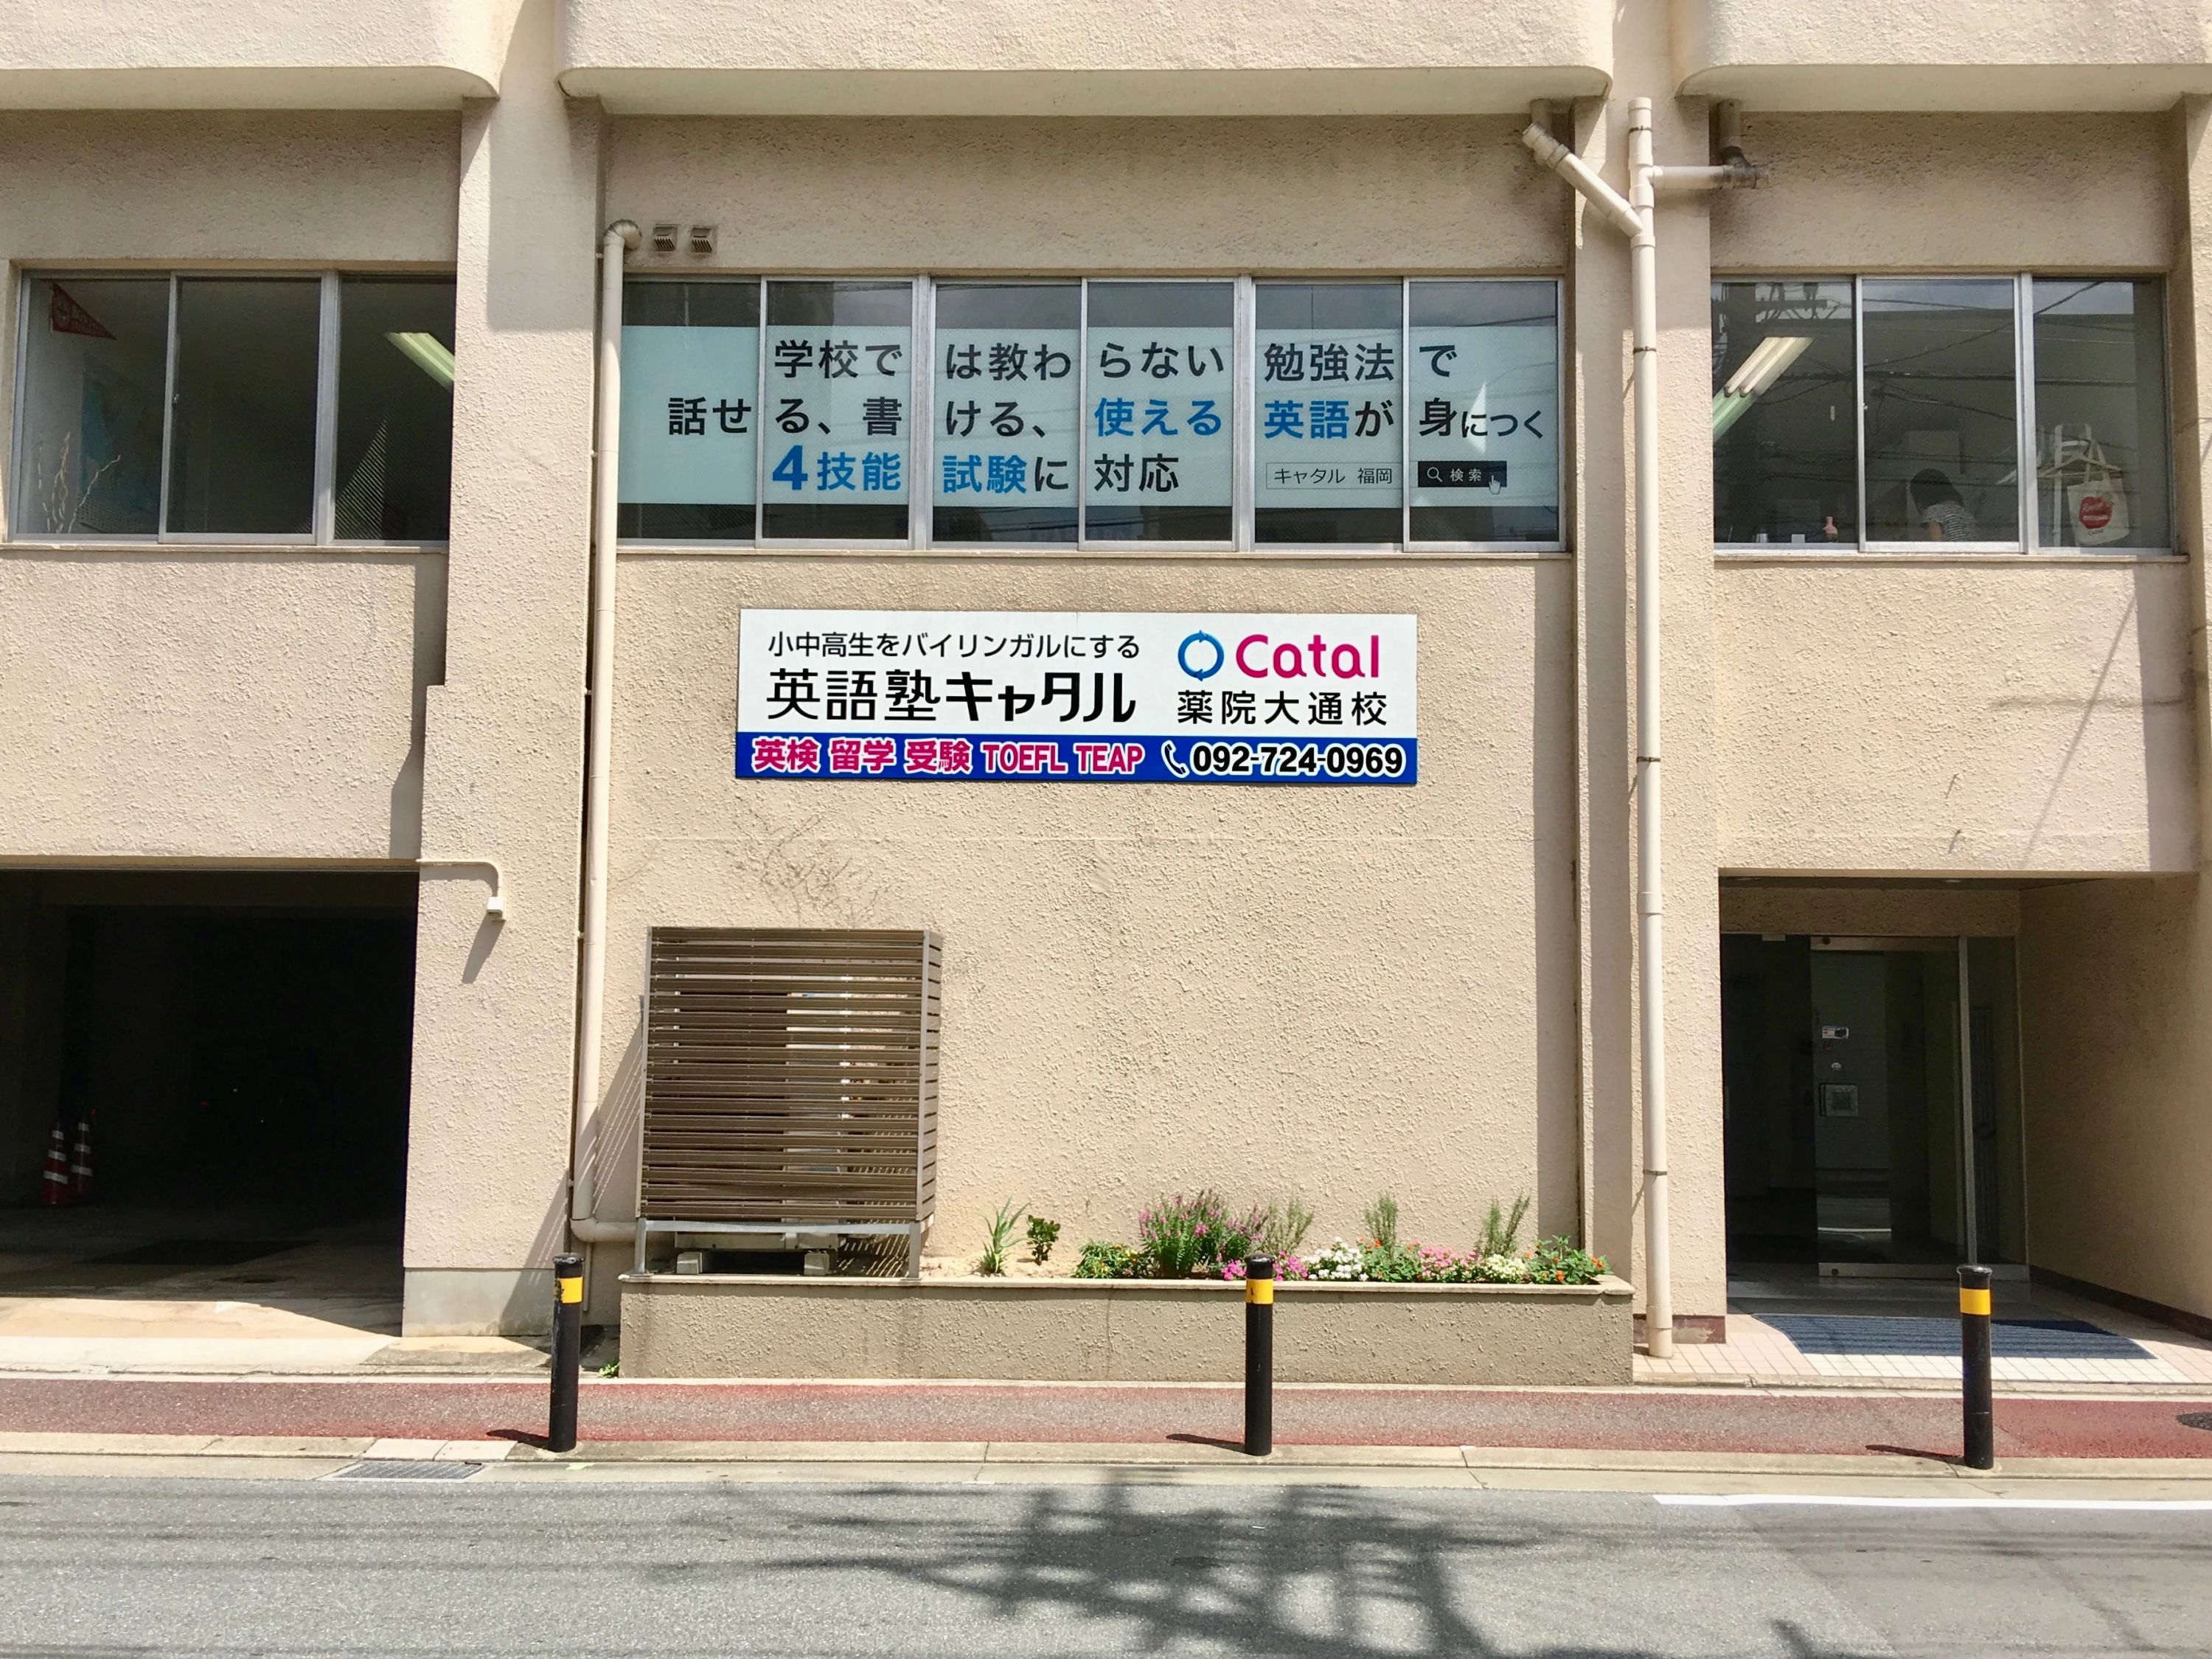 学校では教わらない勉強法で
話せる、書ける、使える英語が身につく
4技能試験に対応
キャタル 福岡 検索
小中高生をバイリンガルにする
英語塾キャタル
Catal
薬院大通校
英検 留学 受験 TOEFL TEAP 092-724-0969